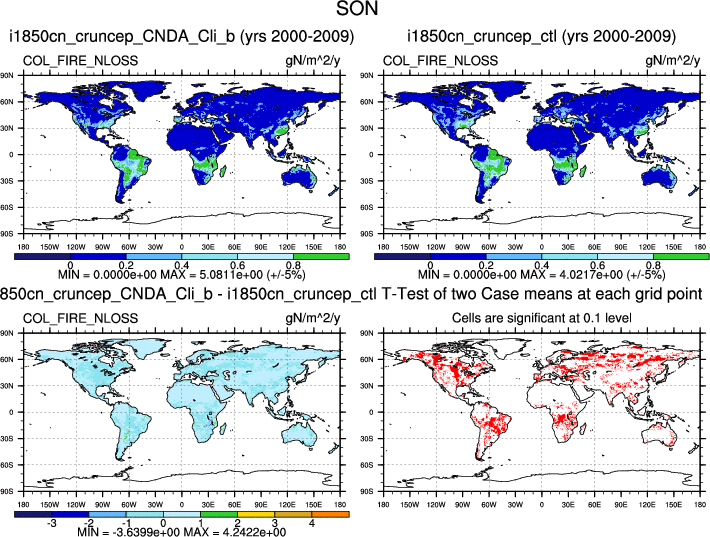 SON
i1850cn_cruncep_CNDA_Cli_b (yrs 2000-2009)
i1850cn_cruncep_ctl (yrs 2000-2009)
COL_FIRE_NLOSS gN/m^2/y
COL_FIRE_NLOSS gN/m^2/y
90N
60N
30N
0
30S
60S
90S
180 150W 120W 90W 60W 30W 0 30E 60E 90E 120E 150E 180
90N
60N
30N
0
30S
60S
90S
180 150W 120W 90W 60W 30W 0 30E 60E 90E 120E 150E 180
0 0.2 0.4 0.6 0.8
MIN = 0.0000e+00 MAX = 5.0811e+00 (+/-5%)
0 0.2 0.4 0.6 0.8
MIN = 0.0000e+00 MAX = 4.0217e+00 (+/-5%)
850cn_cruncep_CNDA_Cli_b - i1850cn_cruncep_ctl T-Test of two Case means at each grid point
COL_FIRE_NLOSS gN/m^2/y
Cells are significant at 0.1 level
90N
60N
30N
0
30S
60S
90S
180 150W 120W 90W 60W 30W 0 30E 60E 90E 120E 150E 180
90N
60N
30N
0
30S
60S
90S
180 150W 120W 90W 60W 30W 0 30E 60E 90E 120E 150E 180
-3 -2 -1 0 1 2 3 4
MIN = -3.6399e+00 MAX = 4.2422e+00